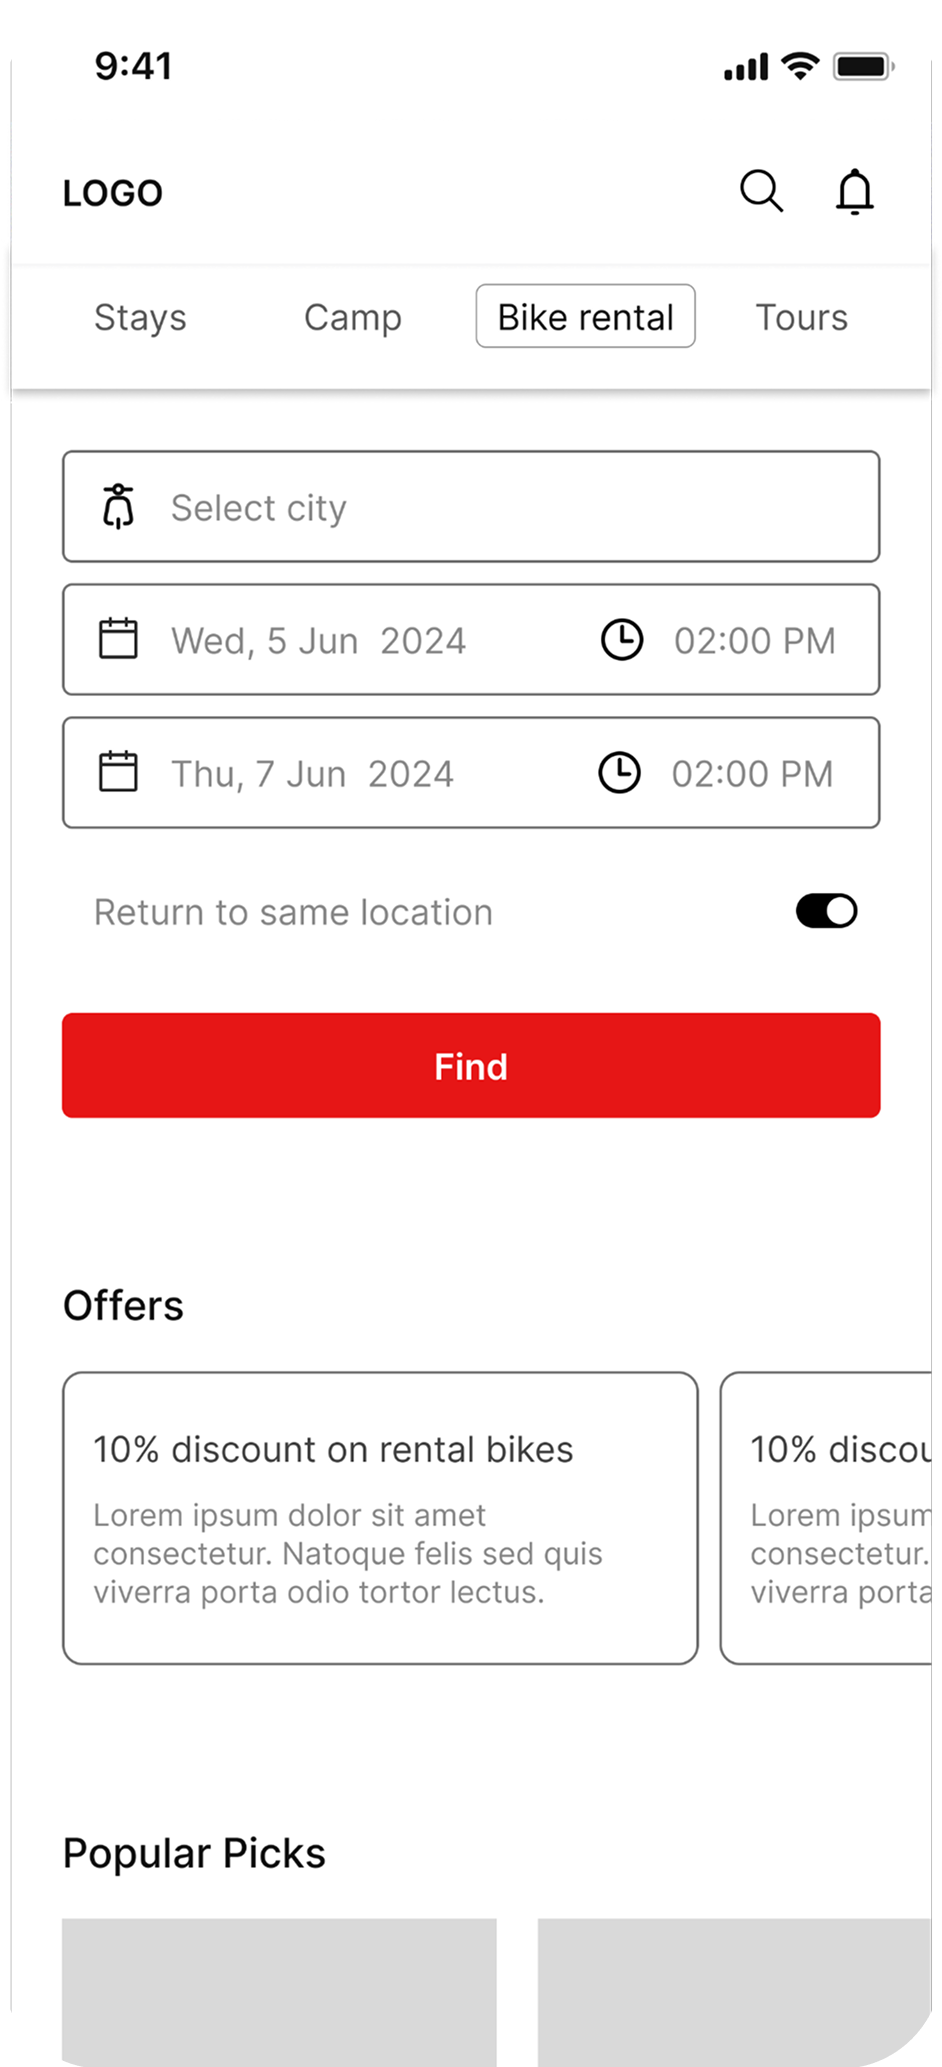 9:41
LOGO
Stays Camp Bike rental Tours
Select city
Wed, 5 Jun 2024 02:00 PM
Thu, 7 Jun 2024 02:00 PM
Return to same location
Find
Offers
10% discount on rental bikes
Lorem ipsum dolor sit amet
consectetur. Natoque felis sed quis
viverra porta odio tortor lectus.
10% discou
Lorem ipsum
consectetur.
viverra porta
Popular Picks